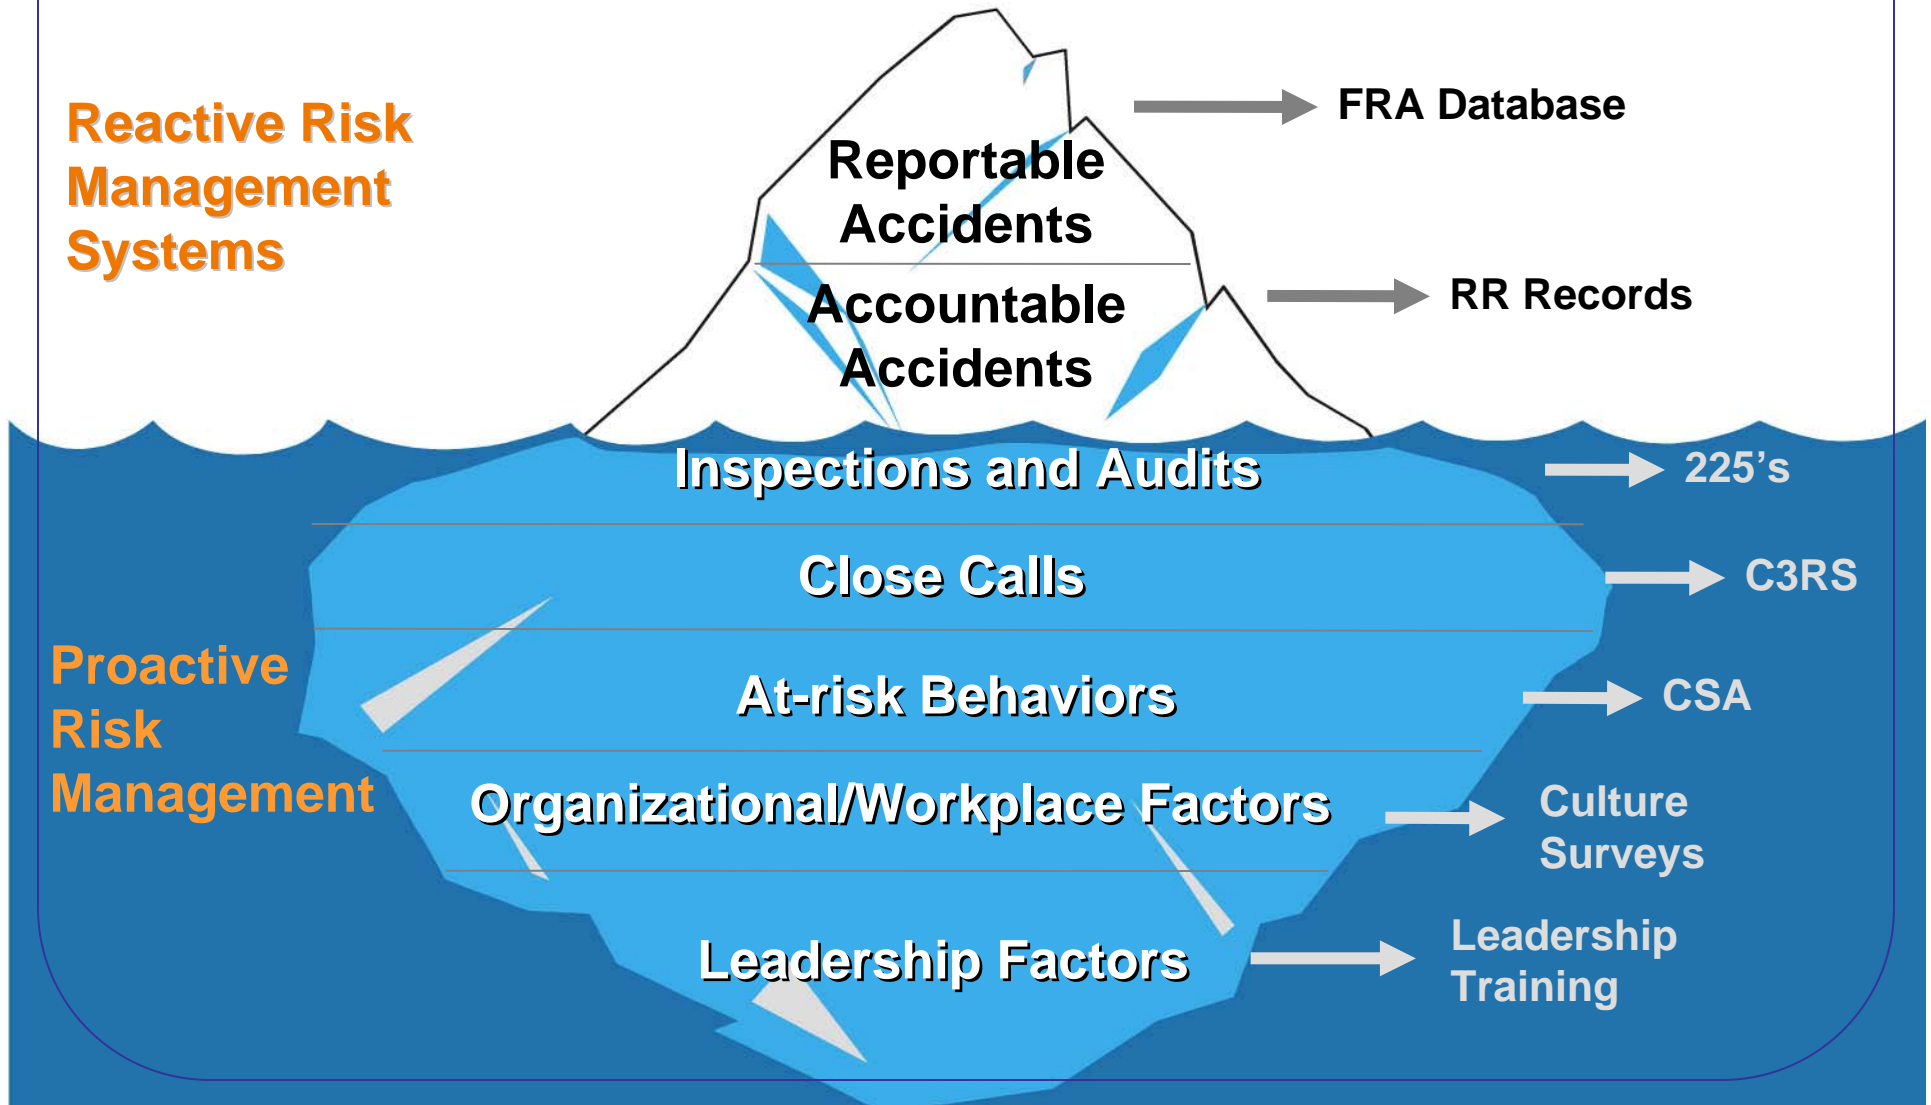 Reactive Risk
Management
Systems
Reportable
Accidents
FRA Database
Accountable
Accidents
RR Records
Inspections and Audits
225’s
Close Calls
C3RS
Proactive
Risk
Management
At-risk Behaviors
CSA
Organizational/Workplace Factors
Culture
Surveys
Leadership Factors
Leadership
Training